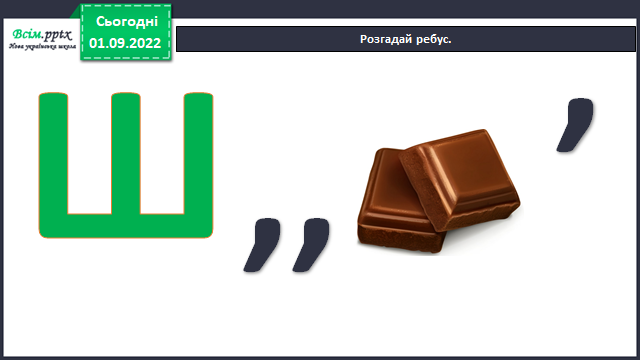 Всім.pptx
Нова українська школа
Сьогодні
01.09.2022
Розгадай ребус.
Ш
,, ,